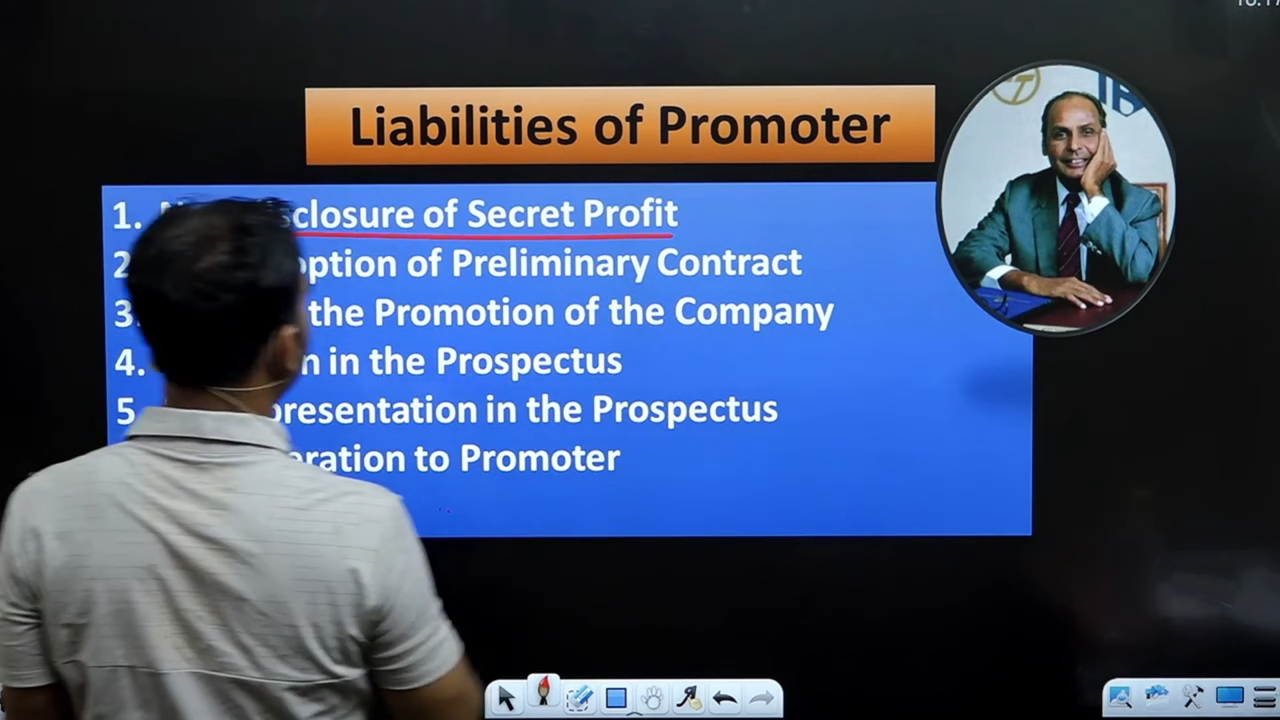 Liabilities of Promoter
1. sclosure of Secret Profit
2 option of Preliminary Contract
3. the Promotion of the Company
4. n in the Prospectus
5 presentation in the Prospectus
eration to Promoter